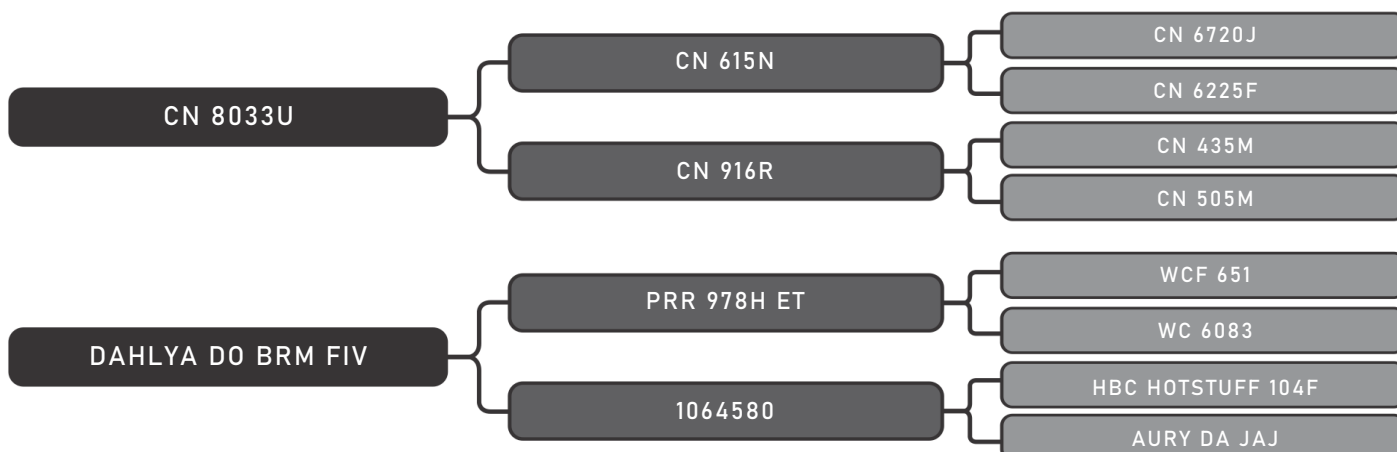 CN 8033U
CN 615N
CN 916R
CN 6720J
CN 6225F
CN 435M
CN 505M
DAHLYA DO BRM FIV
PRR 978H ET
1064580
WCF 651
WC 6083
HBC HOTSTUFF 104F
AURY DA JAJ